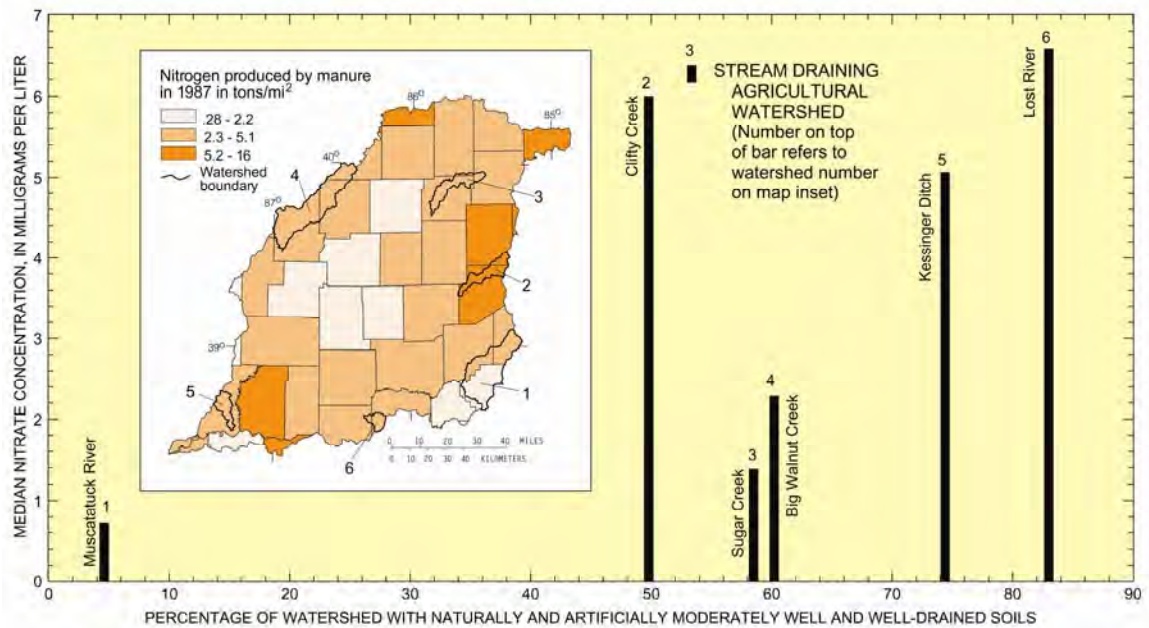 MEDIAN NITRATE CONCENTRATION, IN MILLIGRAMS PER LITER
7
6
5
4
3
2
1
0
Nitrogen produced by manure
in 1987 in tons/mi2
.28 - 2.2
2.3 - 5.1
5.2 - 16
Watershed
boundary
86º
85º
40º
87º
39º
4
3
2
1
5
6
0 10 20 30 40 MILES
0 10 20 30 40 KILOMETERS
3
STREAM DRAINING
AGRICULTURAL
WATERSHED
(Number on top
of bar refers to
watershed number
on map inset)
1
Muscatatuck River
2
Clifty Creek
3
Sugar Creek
4
Big Walnut Creek
5
Kessinger Ditch
6
Lost River
0 10 20 30 40 50 60 70 80 90
PERCENTAGE OF WATERSHED WITH NATURALLY AND ARTIFICIALLY MODERATELY WELL AND WELL-DRAINED SOILS